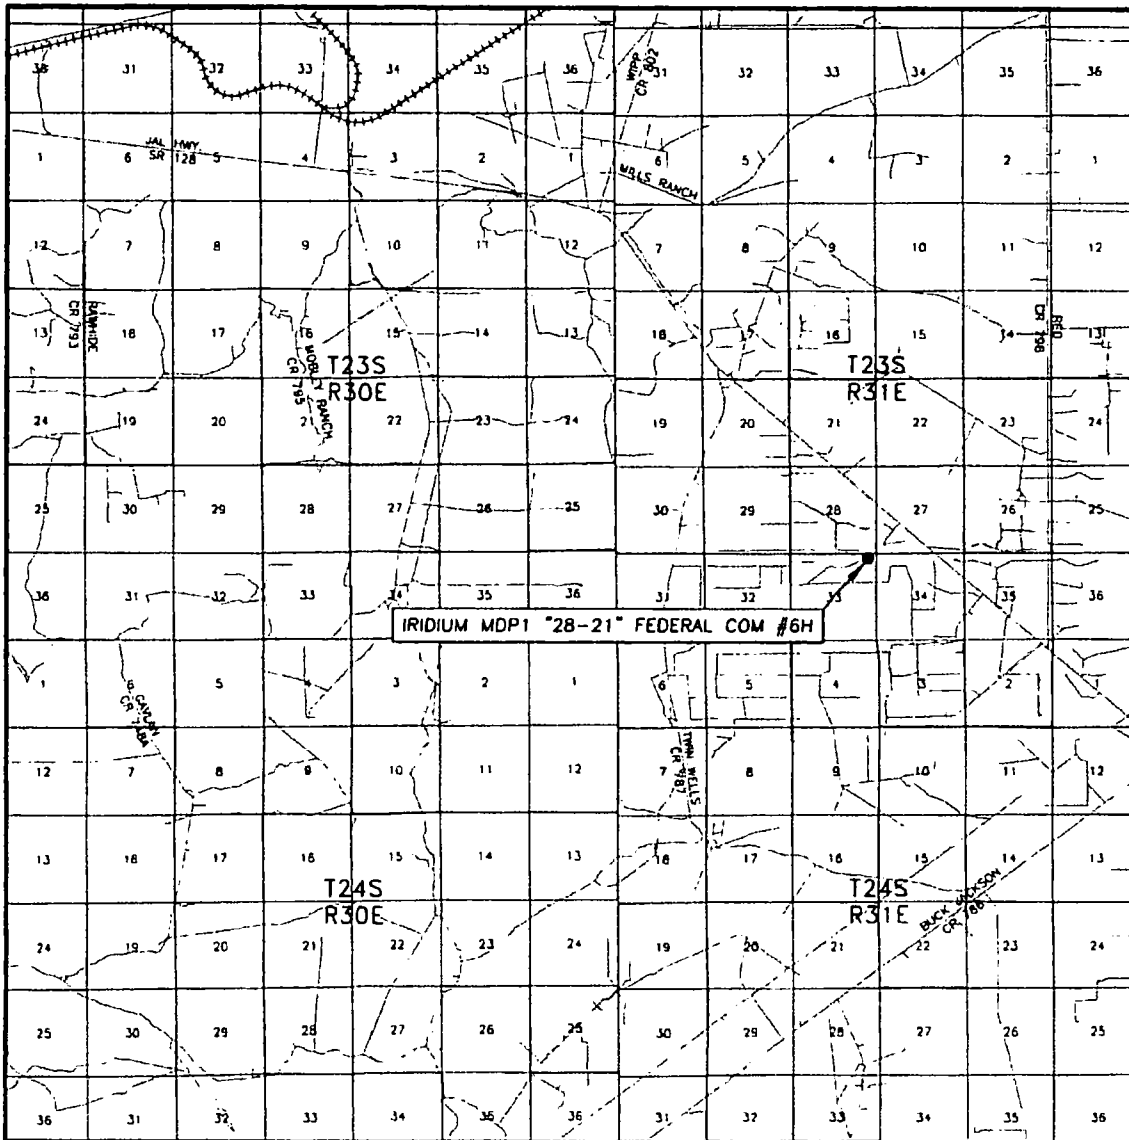 36 31 32 33 34 35 36 31 32 33 34 35 36
WIPP
CR 802
JAL HWY
SR 128
1 6 5 4 3 2 1 6 5 4 3 2 1
MILLS RANCH
12 7 8 9 10 11 12 7 8 9 10 11 12
13 18 17 16 15 14 13 18 17 16 15 14 13
RAWHIDE
CR 793
MOBLEY RANCH
CR 795
RED
CR 798
T23S
R30E
T23S
R31E
24 19 20 21 22 23 24 19 20 21 22 23 24
25 30 29 28 27 26 25 30 29 28 27 26 25
36 31 32 33 34 35 36 31 32 33 34 35 36
IRIDIUM MDP1 "28-21" FEDERAL COM #6H
1 6 5 4 3 2 1 6 5 4 3 2 1
TWIN WELLS
CR 787
12 7 8 9 10 11 12 7 8 9 10 11 12
13 18 17 16 15 14 13 18 17 16 15 14 13
T24S
R30E
T24S
R31E
BUCK JACKSON
24 19 20 21 22 23 24 19 20 21 22 23 24
25 30 29 28 27 26 25 30 29 28 27 26 25
36 31 32 33 34 35 36 31 32 33 34 35 36